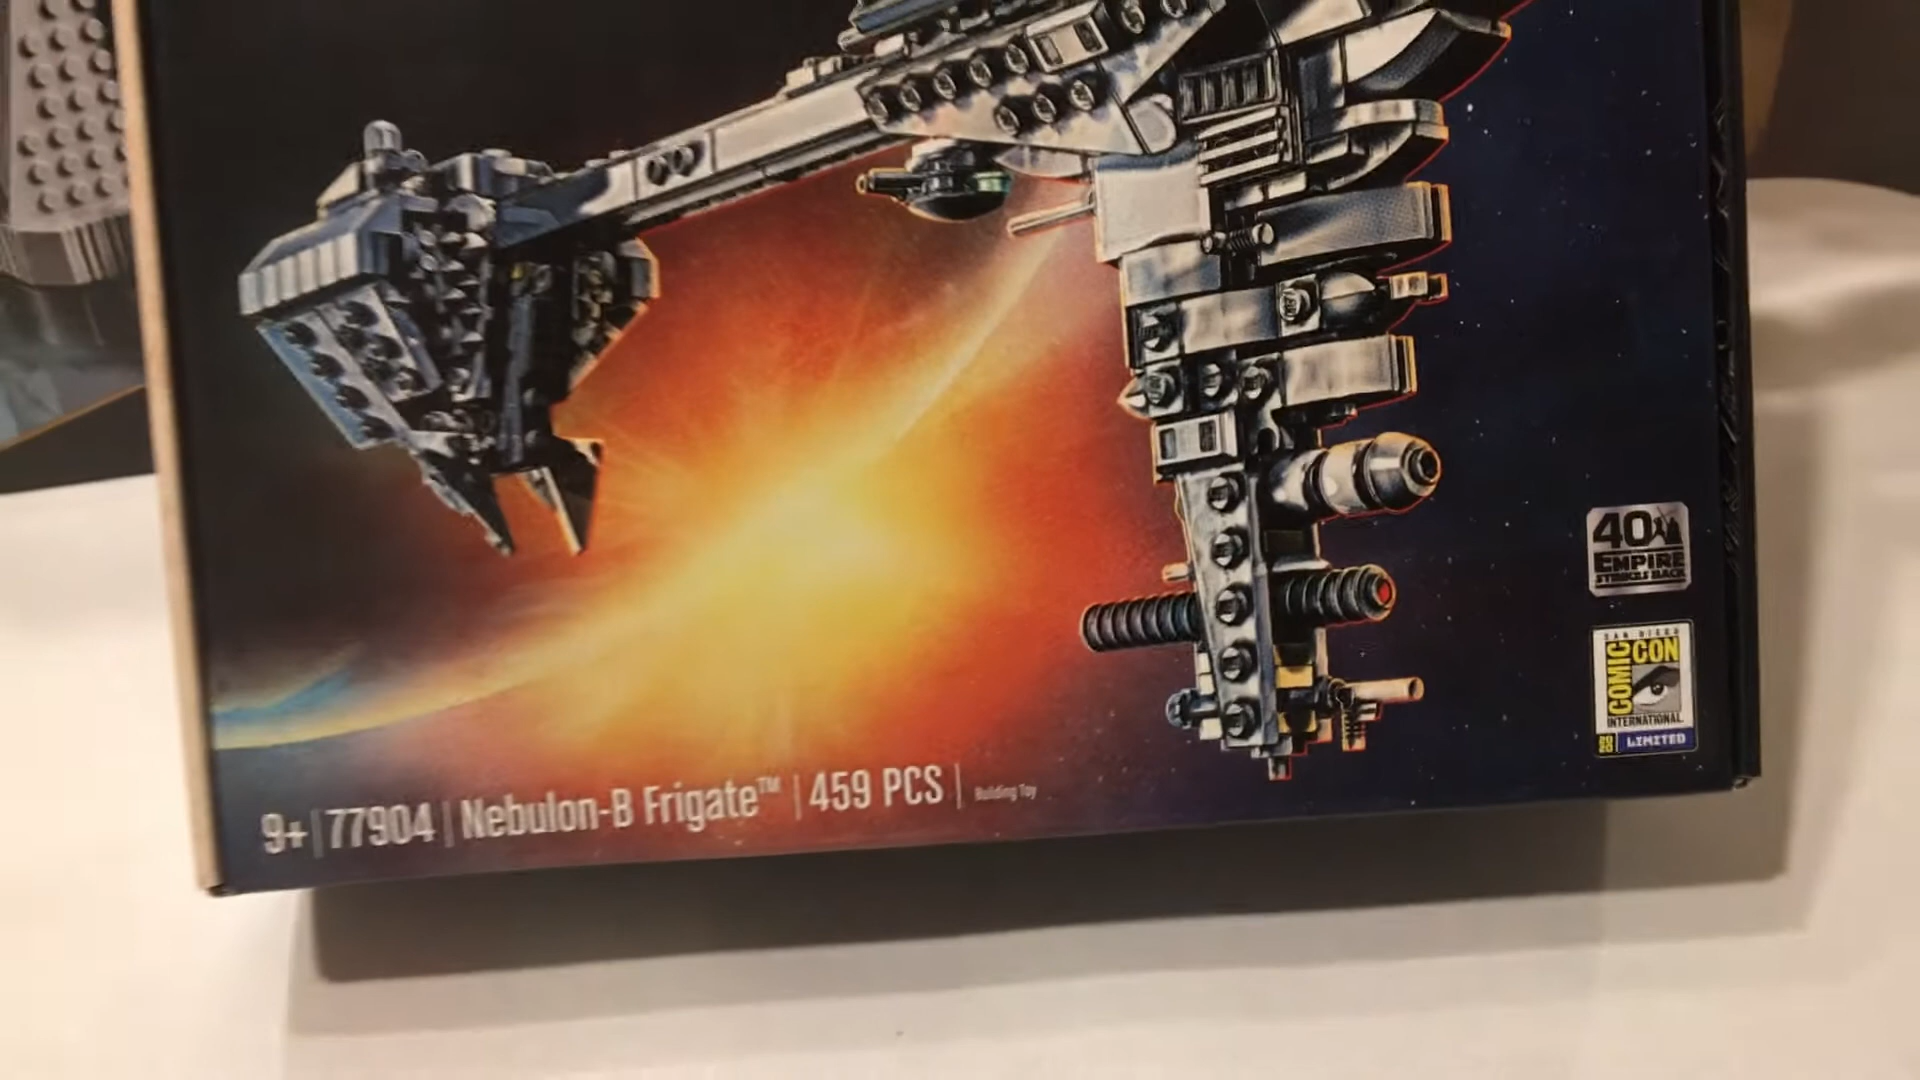 40
EMPIRE
STRIKES BACK
SAN DIEGO
COMIC CON
INTERNATIONAL
2020 LIMITED
9+ | 77904 | Nebulon-B Frigate™ | 459 PCS | Building Toy